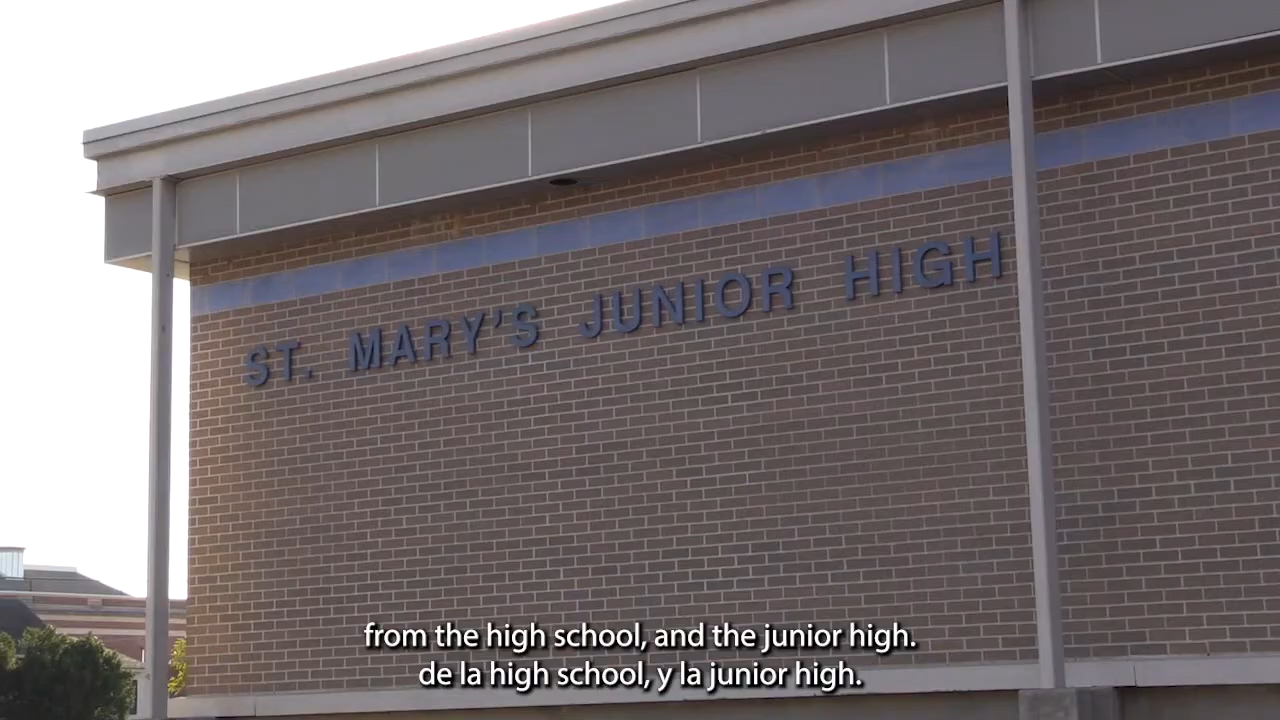 ST. MARY'S JUNIOR HIGH
from the high school, and the junior high.
de la high school, y la junior high.